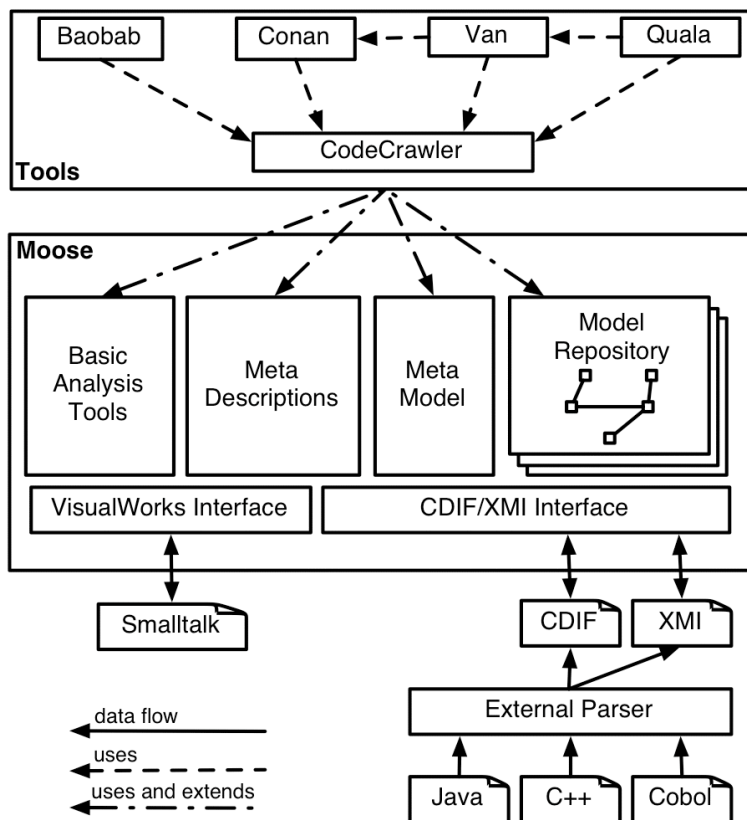 Baobab
Conan
Van
Quala
CodeCrawler
Tools
Moose
Basic
Analysis
Tools
Meta
Descriptions
Meta
Model
Model
Repository
VisualWorks Interface
CDIF/XMI Interface
Smalltalk
CDIF
XMI
data flow
External Parser
uses
uses and extends
Java
C++
Cobol